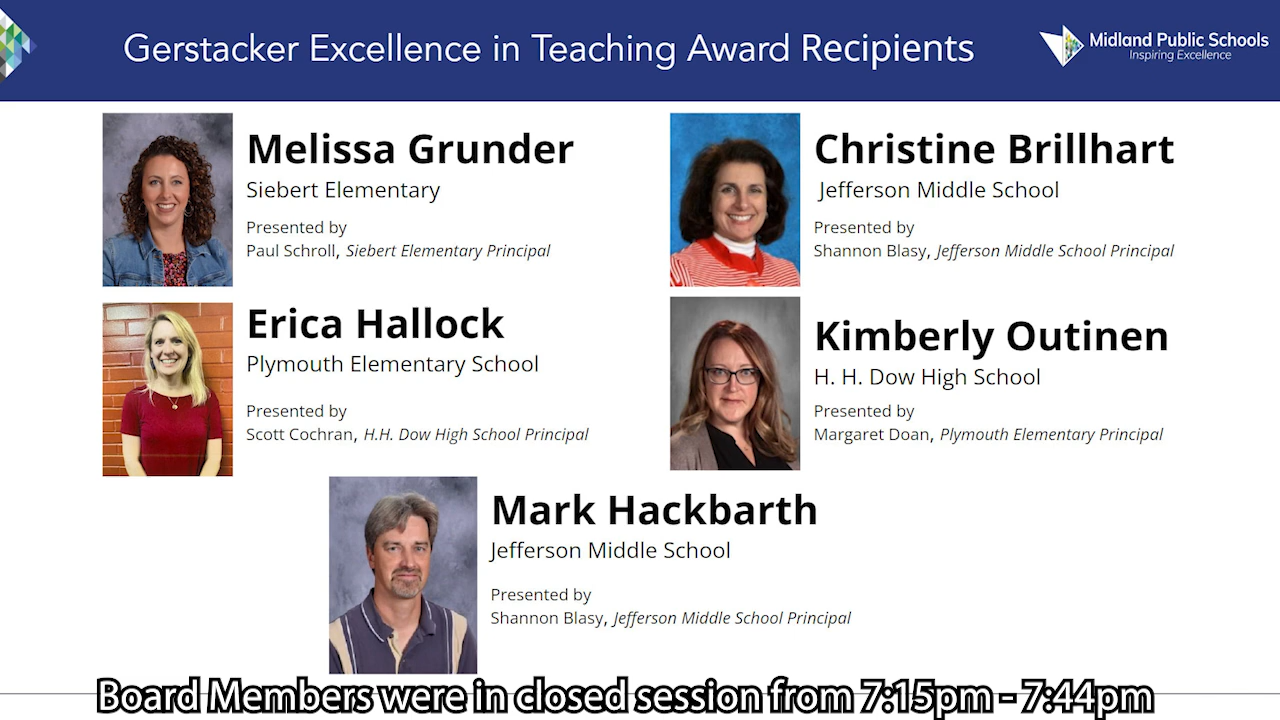 Gerstacker Excellence in Teaching Award Recipients
Midland Public Schools
Inspiring Excellence
Melissa Grunder
Siebert Elementary
Presented by
Paul Schroll, Siebert Elementary Principal
Christine Brillhart
Jefferson Middle School
Presented by
Shannon Blasy, Jefferson Middle School Principal
Erica Hallock
Plymouth Elementary School
Presented by
Scott Cochran, H.H. Dow High School Principal
Kimberly Outinen
H. H. Dow High School
Presented by
Margaret Doan, Plymouth Elementary Principal
Mark Hackbarth
Jefferson Middle School
Presented by
Shannon Blasy, Jefferson Middle School Principal
Board Members were in closed session from 7:15pm - 7:44pm